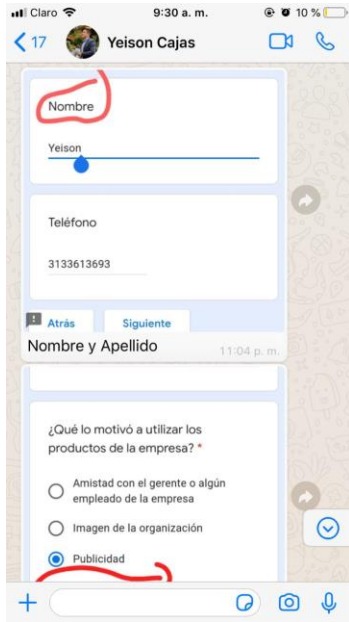 Claro 9:30 a. m. 10 %
17 Yeison Cajas
Nombre
Yeison
Teléfono
3133613693
Atrás Siguiente
Nombre y Apellido 11:04 p. m.
¿Qué lo motivó a utilizar los
productos de la empresa? *
Amistad con el gerente o algún
empleado de la empresa
Imagen de la organización
Publicidad